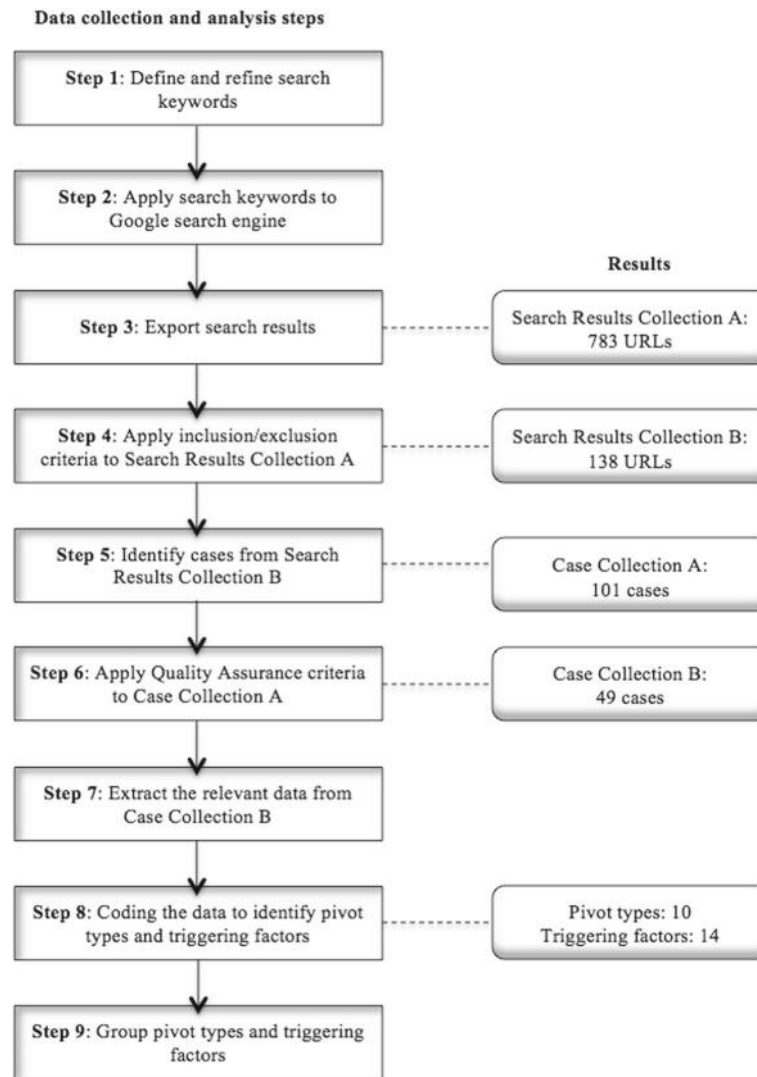 Data collection and analysis steps
Step 1: Define and refine search
keywords
Step 2: Apply search keywords to
Google search engine
Results
Step 3: Export search results
Search Results Collection A:
783 URLs
Step 4: Apply inclusion/exclusion
criteria to Search Results Collection A
Search Results Collection B:
138 URLs
Step 5: Identify cases from Search
Results Collection B
Case Collection A:
101 cases
Step 6: Apply Quality Assurance criteria
to Case Collection A
Case Collection B:
49 cases
Step 7: Extract the relevant data from
Case Collection B
Step 8: Coding the data to identify pivot
types and triggering factors
Pivot types: 10
Triggering factors: 14
Step 9: Group pivot types and triggering
factors